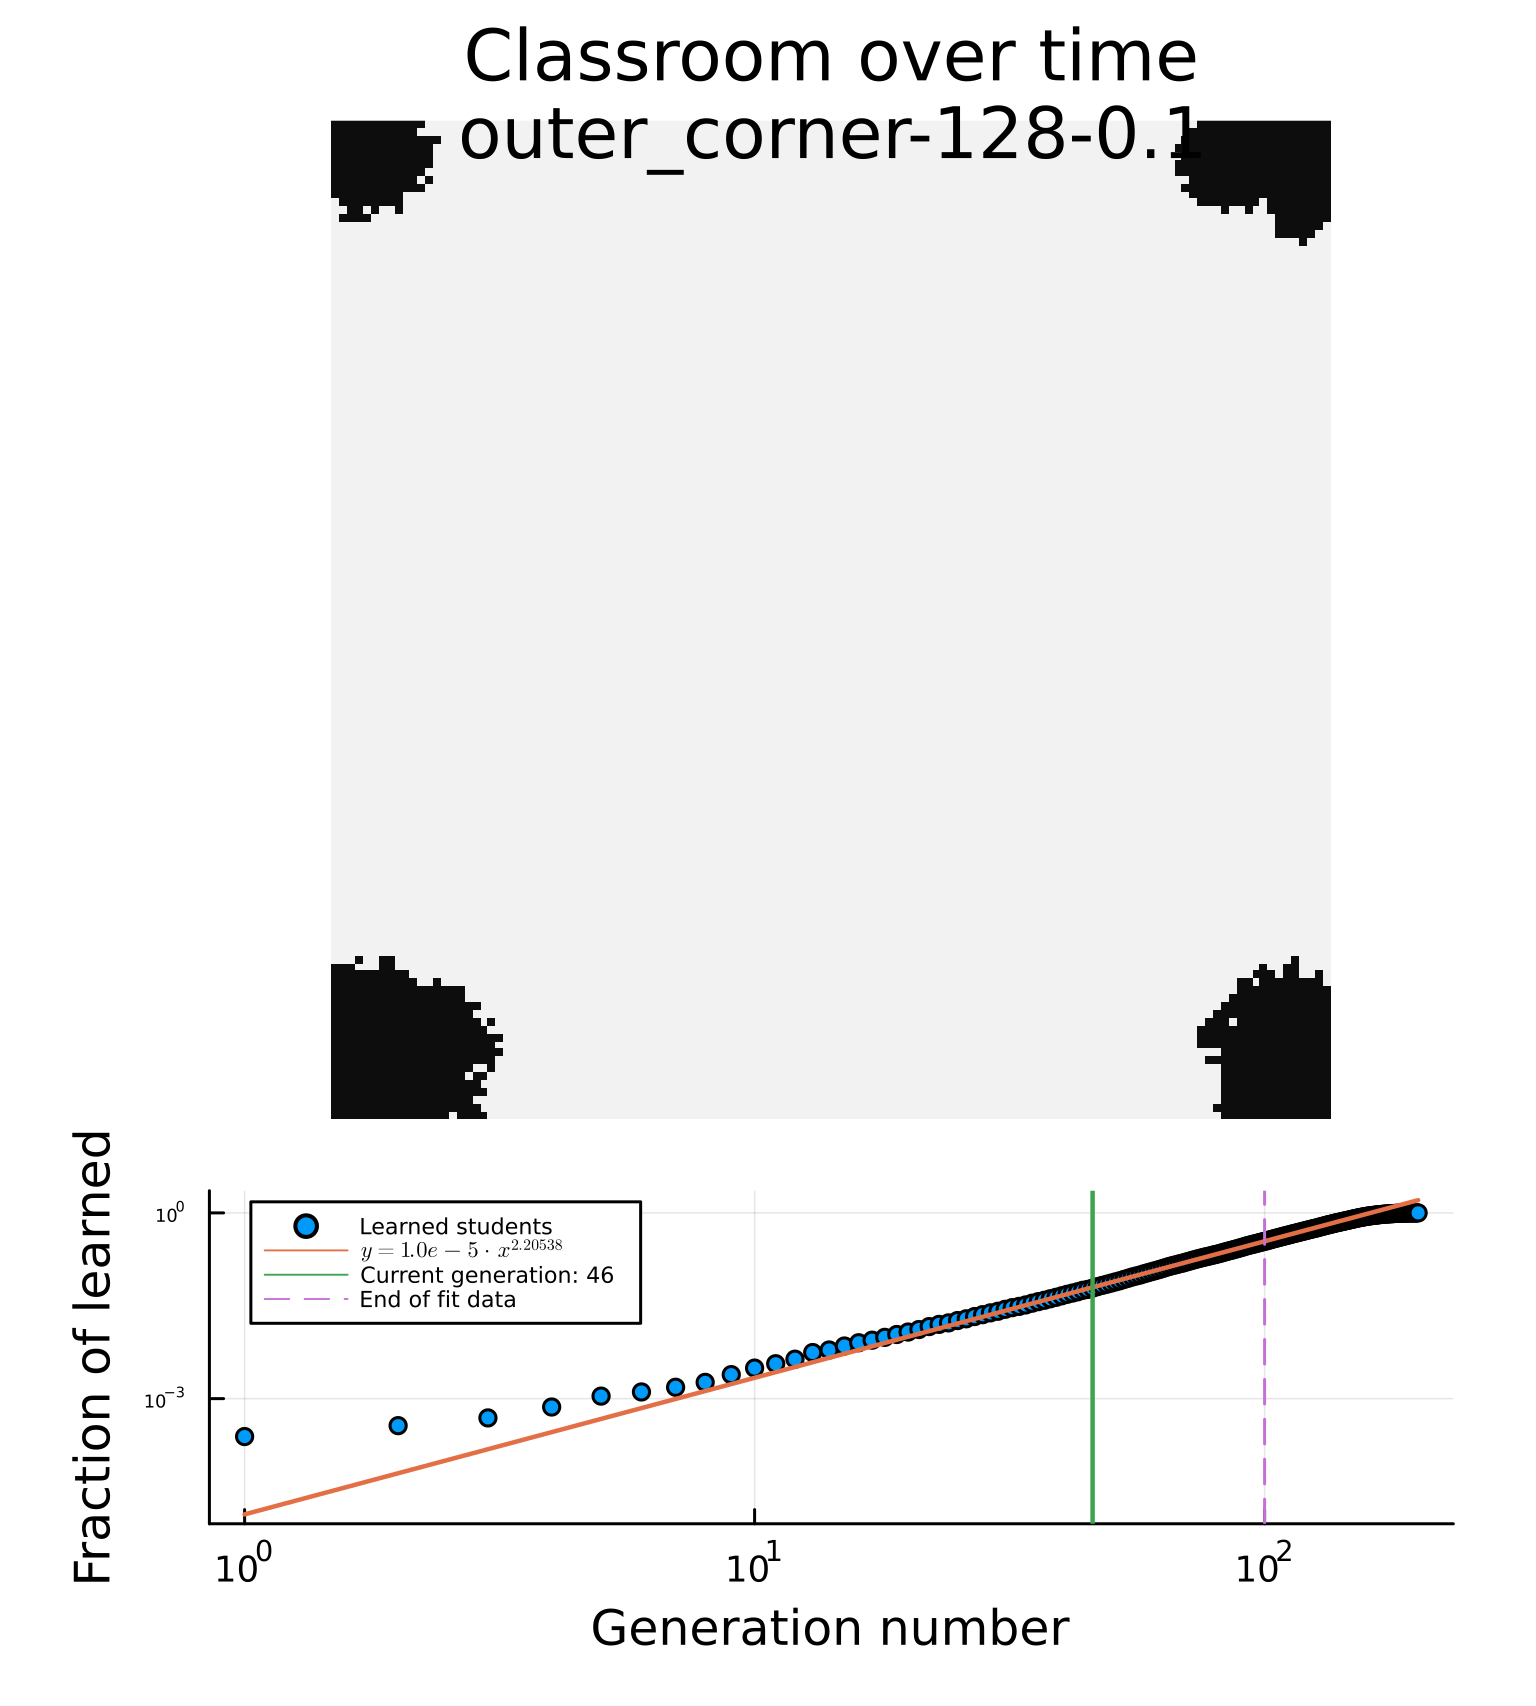 Classroom over time
outer_corner-128-0.1
Fraction of learned
10^0
10^-3
Learned students
y = 1.0e − 5 · x^2.20538
Current generation: 46
End of fit data
10^0 10^1 10^2
Generation number